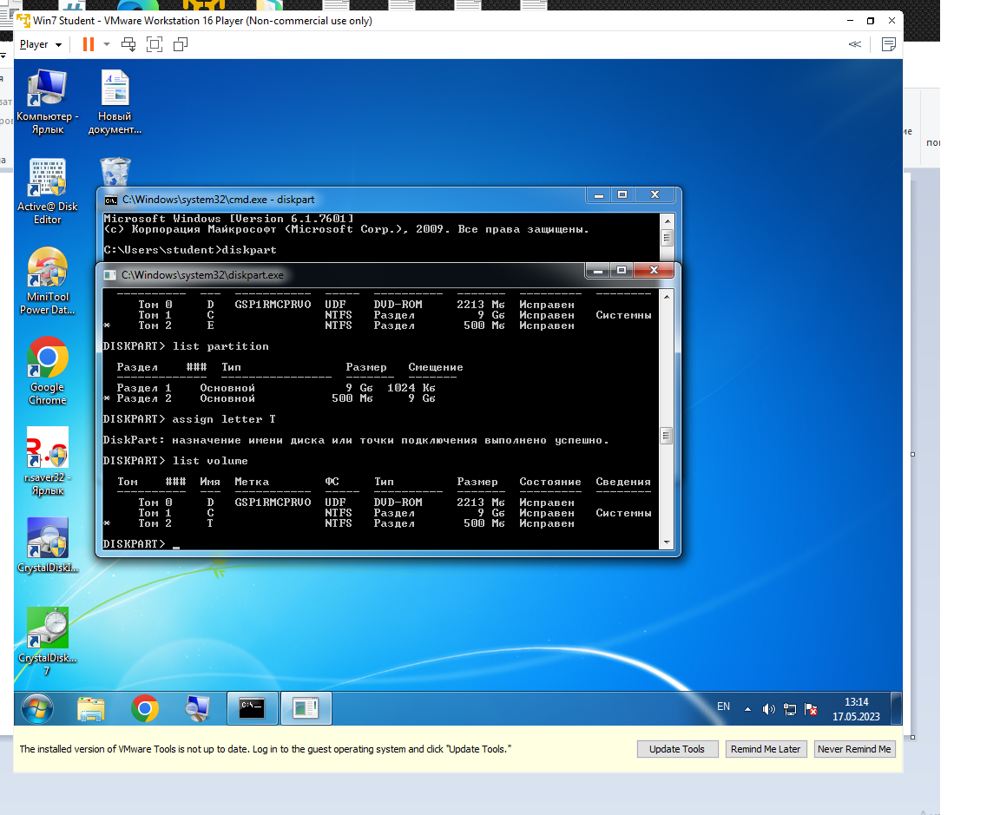 Win7 Student - VMware Workstation 16 Player (Non-commercial use only)
Player
Компьютер -
Ярлык
Новый
документ...
Active@ Disk
Editor
MiniTool
Power Dat...
Google
Chrome
r.saver32 -
Ярлык
CrystalDiskI...
CrystalDisk...
7
C:\Windows\system32\cmd.exe - diskpart
Microsoft Windows [Version 6.1.7601]
(c) Корпорация Майкрософт (Microsoft Corp.), 2009. Все права защищены.
C:\Users\student>diskpart
C:\Windows\system32\diskpart.exe
Том 0 D GSP1RMCPRVO UDF DVD-ROM 2213 Mб Исправен
Том 1 C NTFS Раздел 9 Gб Исправен Системны
* Том 2 E NTFS Раздел 500 Mб Исправен
DISKPART> list partition
Раздел ### Тип Размер Смещение
Раздел 1 Основной 9 Gб 1024 Kб
* Раздел 2 Основной 500 Mб 9 Gб
DISKPART> assign letter T
DiskPart: назначение имени диска или точки подключения выполнено успешно.
DISKPART> list volume
Том ### Имя Метка ФС Тип Размер Состояние Сведения
Том 0 D GSP1RMCPRVO UDF DVD-ROM 2213 Mб Исправен
Том 1 C NTFS Раздел 9 Gб Исправен Системны
* Том 2 T NTFS Раздел 500 Mб Исправен
DISKPART> _
EN
13:14
17.05.2023
The installed version of VMware Tools is not up to date. Log in to the guest operating system and click "Update Tools."
Update Tools
Remind Me Later
Never Remind Me